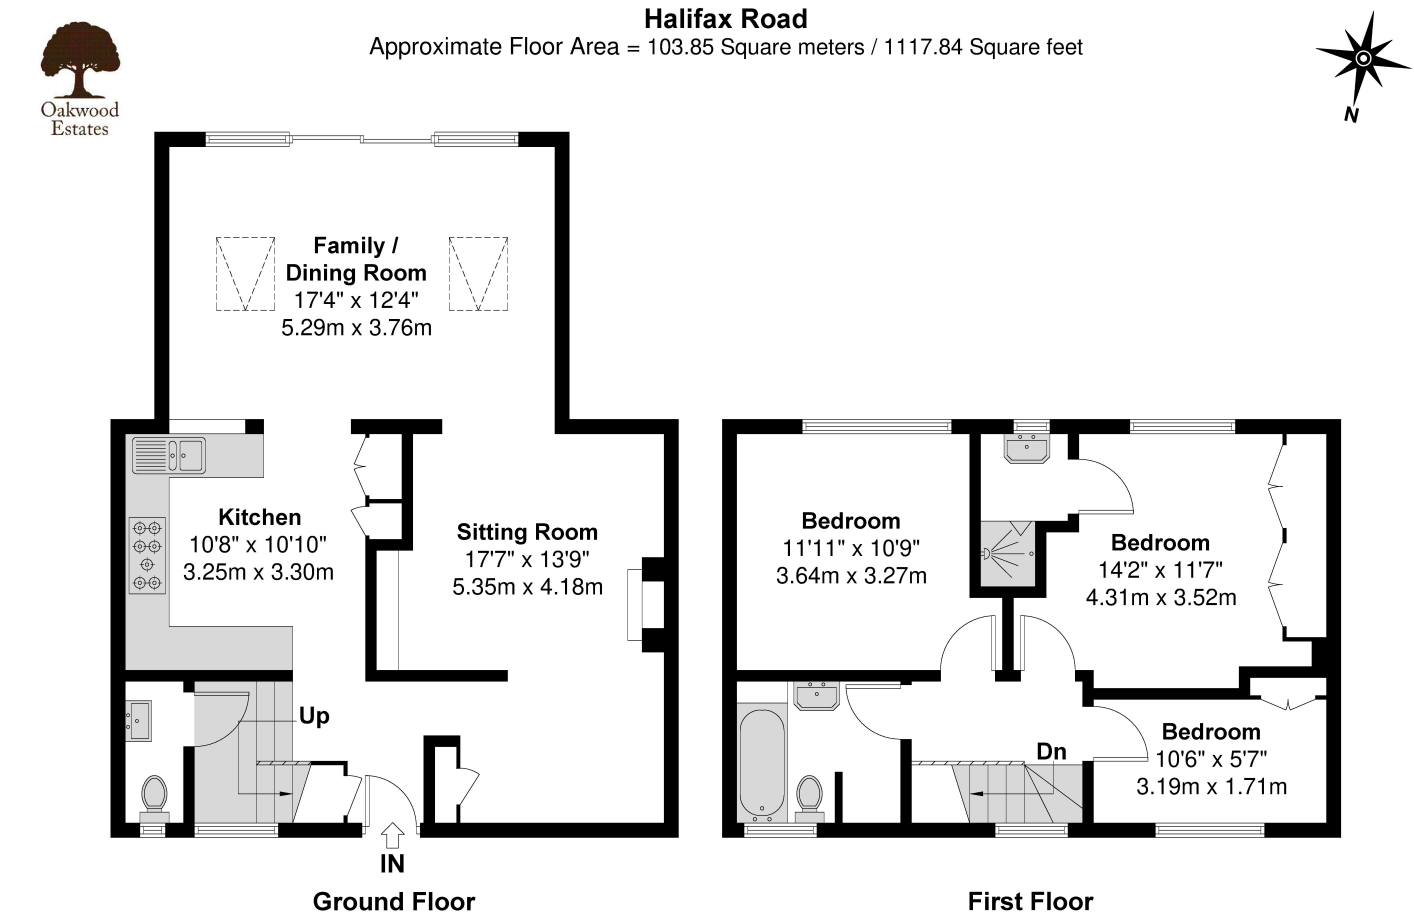 Halifax Road
Approximate Floor Area = 103.85 Square meters / 1117.84 Square feet
Oakwood
Estates
N
Family /
Dining Room
17'4" x 12'4"
5.29m x 3.76m
Kitchen
10'8" x 10'10"
3.25m x 3.30m
Sitting Room
17'7" x 13'9"
5.35m x 4.18m
Up
IN
Ground Floor
Bedroom
11'11" x 10'9"
3.64m x 3.27m
Bedroom
14'2" x 11'7"
4.31m x 3.52m
Bedroom
10'6" x 5'7"
3.19m x 1.71m
Dn
First Floor